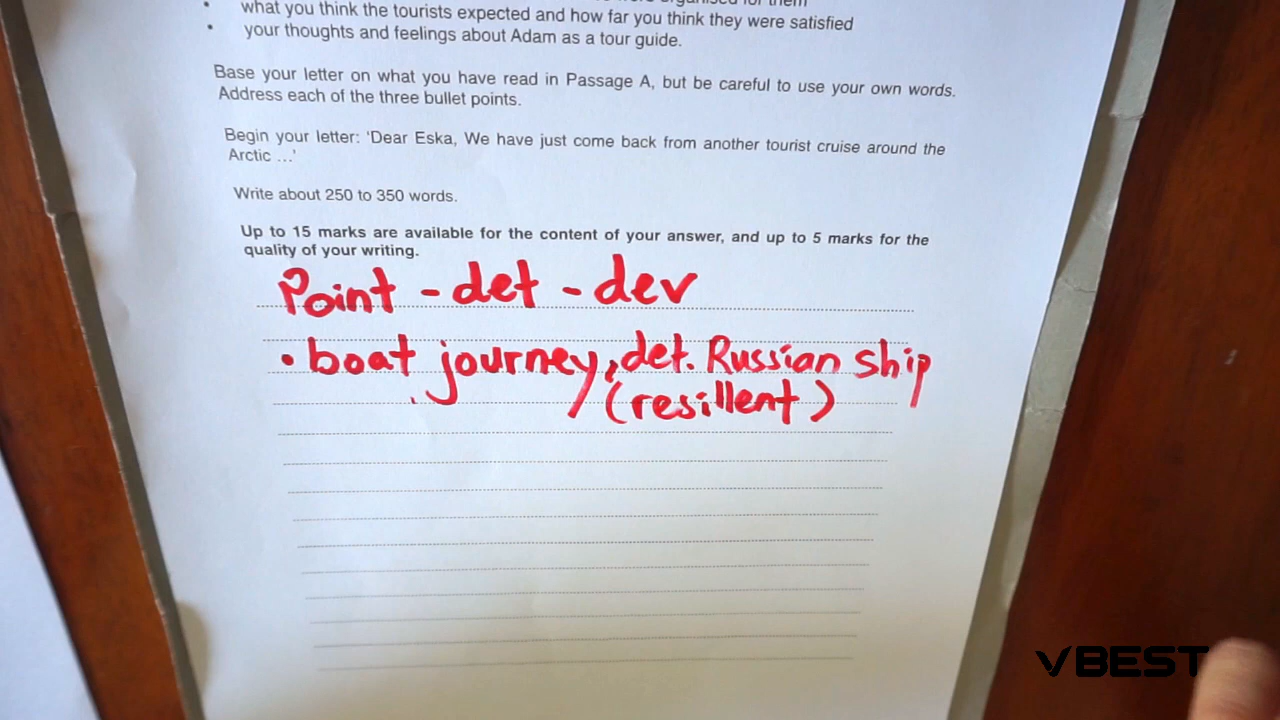 what you think the tourists expected and how far you think they were satisfied
your thoughts and feelings about Adam as a tour guide.
Base your letter on what you have read in Passage A, but be careful to use your own words.
Address each of the three bullet points.
Begin your letter: 'Dear Eska, We have just come back from another tourist cruise around the
Arctic ...'
Write about 250 to 350 words.
Up to 15 marks are available for the content of your answer, and up to 5 marks for the
quality of your writing.
Point - det - dev
• boat journey, det. Russian ship
(resillent)
VBEST